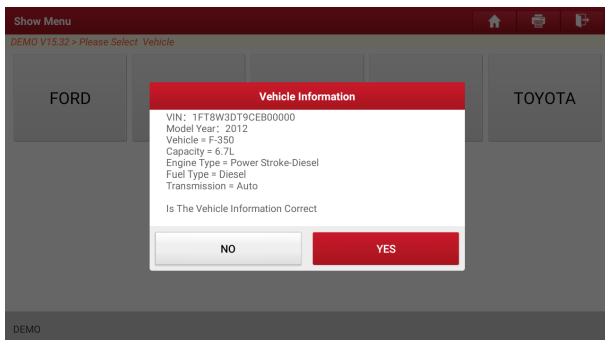 Show Menu
DEMO V15.32 > Please Select Vehicle
FORD
TOYOTA
Vehicle Information
VIN: 1FT8W3DT9CEB00000
Model Year: 2012
Vehicle = F-350
Capacity = 6.7L
Engine Type = Power Stroke-Diesel
Fuel Type = Diesel
Transmission = Auto
Is The Vehicle Information Correct
NO
YES
DEMO